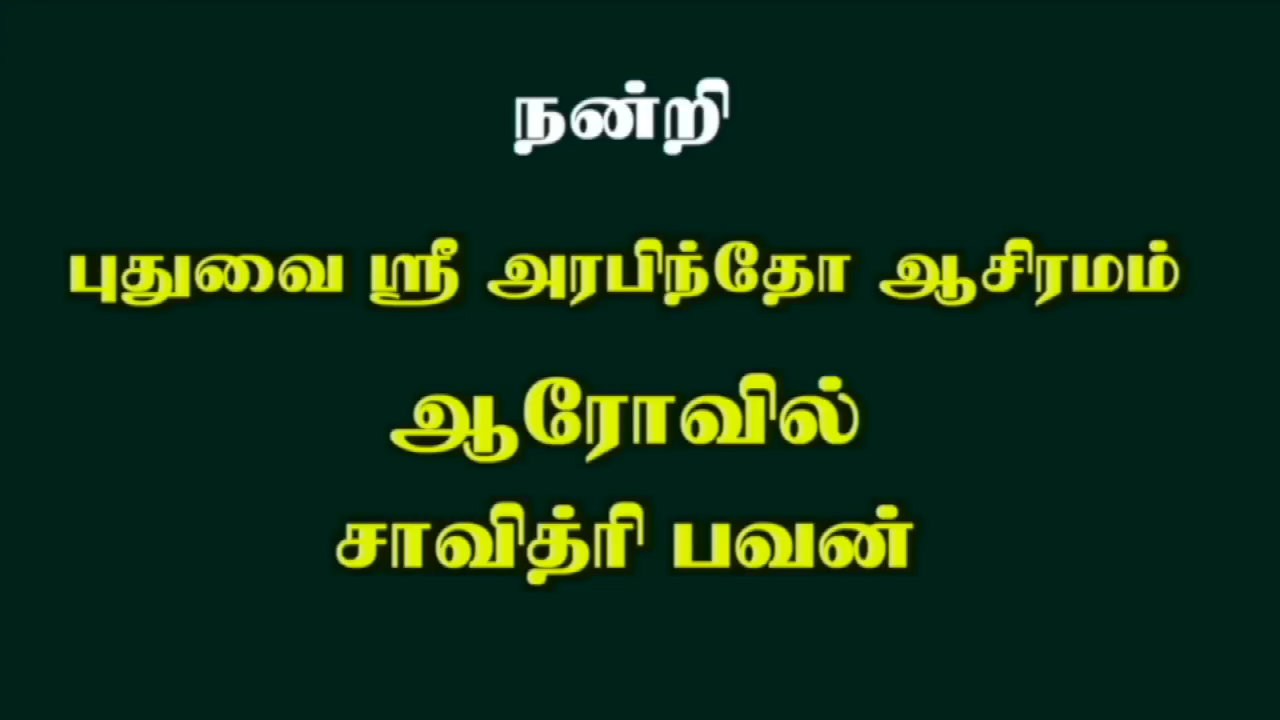 நன்றி
புதுவை ஸ்ரீ அரபிந்தோ ஆசிரமம்
ஆரோவில்
சாவித்ரி பவன்